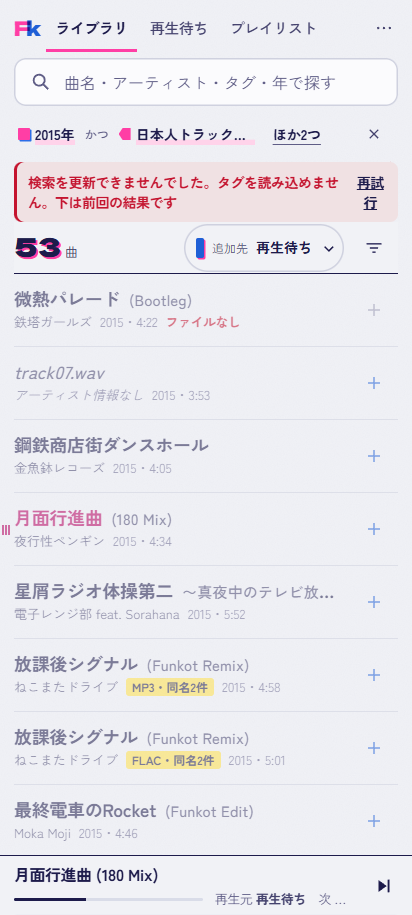 Fk ライブラリ 再生待ち プレイリスト ...
曲名・アーティスト・タグ・年で探す
2015年 かつ 日本人トラック… ほか2つ ×
検索を更新できませんでした。タグを読み込めません。下は前回の結果です 再試行
53曲 追加先 再生待ち
微熱パレード (Bootleg)
鉄塔ガールズ 2015・4:22 ファイルなし
track07.wav
アーティスト情報なし 2015・3:53
鋼鉄商店街ダンスホール
金魚鉢レコーズ 2015・4:05
月面行進曲 (180 Mix)
夜行性ペンギン 2015・4:34
星屑ラジオ体操第二 〜真夜中のテレビ放…
電子レンジ部 feat. Sorahana 2015・5:52
放課後シグナル (Funkot Remix)
ねこまたドライブ MP3・同名2件 2015・4:58
放課後シグナル (Funkot Remix)
ねこまたドライブ FLAC・同名2件 2015・5:01
最終電車のRocket (Funkot Edit)
Moka Moji 2015・4:46
月面行進曲 (180 Mix)
再生元 再生待ち 次 …